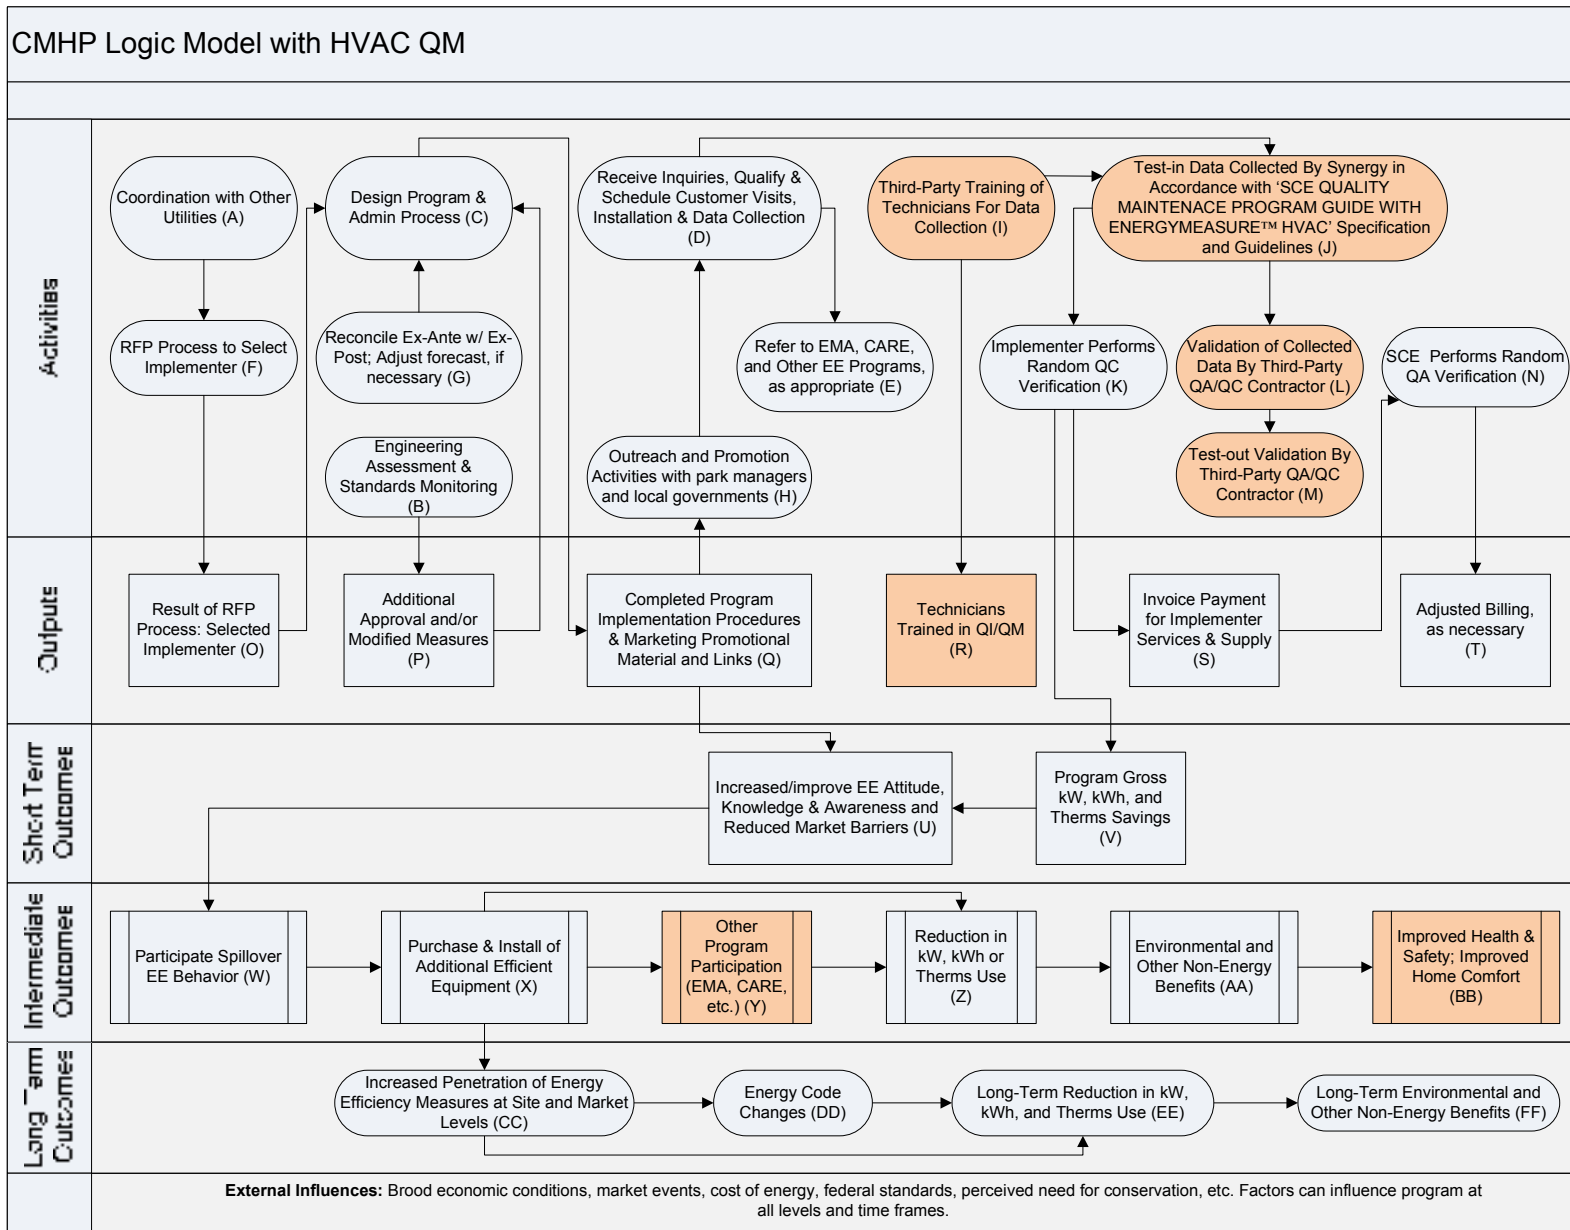 CMHP Logic Model with HVAC QM
Activities
Coordination with Other
Utilities (A)
Design Program &
Admin Process (C)
Receive Inquiries, Qualify &
Schedule Customer Visits,
Installation & Data Collection
(D)
Third-Party Training of
Technicians For Data
Collection (I)
Test-in Data Collected By Synergy in
Accordance with ‘SCE QUALITY
MAINTENACE PROGRAM GUIDE WITH
ENERGYMEASURE™ HVAC’ Specification
and Guidelines (J)
RFP Process to Select
Implementer (F)
Reconcile Ex-Ante w/ Ex-
Post; Adjust forecast, if
necessary (G)
Refer to EMA, CARE,
and Other EE Programs,
as appropriate (E)
Implementer Performs
Random QC
Verification (K)
Validation of Collected
Data By Third-Party
QA/QC Contractor (L)
SCE Performs Random
QA Verification (N)
Engineering
Assessment &
Standards Monitoring
(B)
Outreach and Promotion
Activities with park managers
and local governments (H)
Test-out Validation By
Third-Party QA/QC
Contractor (M)
Outputs
Result of RFP
Process: Selected
Implementer (O)
Additional
Approval and/or
Modified Measures
(P)
Completed Program
Implementation Procedures
& Marketing Promotional
Material and Links (Q)
Technicians
Trained in QI/QM
(R)
Invoice Payment
for Implementer
Services & Supply
(S)
Adjusted Billing,
as necessary
(T)
Short Term
Outcomes
Increased/improve EE Attitude,
Knowledge & Awareness and
Reduced Market Barriers (U)
Program Gross
kW, kWh, and
Therms Savings
(V)
Intermediate
Outcomes
Participate Spillover
EE Behavior (W)
Purchase & Install of
Additional Efficient
Equipment (X)
Other
Program
Participation
(EMA, CARE,
etc.) (Y)
Reduction in
kW, kWh or
Therms Use
(Z)
Environmental and
Other Non-Energy
Benefits (AA)
Improved Health &
Safety; Improved
Home Comfort
(BB)
Long Term
Outcomes
Increased Penetration of Energy
Efficiency Measures at Site and Market
Levels (CC)
Energy Code
Changes (DD)
Long-Term Reduction in kW,
kWh, and Therms Use (EE)
Long-Term Environmental and
Other Non-Energy Benefits (FF)
External Influences: Brood economic conditions, market events, cost of energy, federal standards, perceived need for conservation, etc. Factors can influence program at
all levels and time frames.